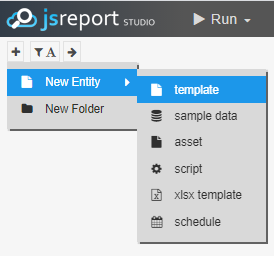 jsreport STUDIO
Run
A
New Entity
New Folder
template
sample data
asset
script
xlsx template
schedule